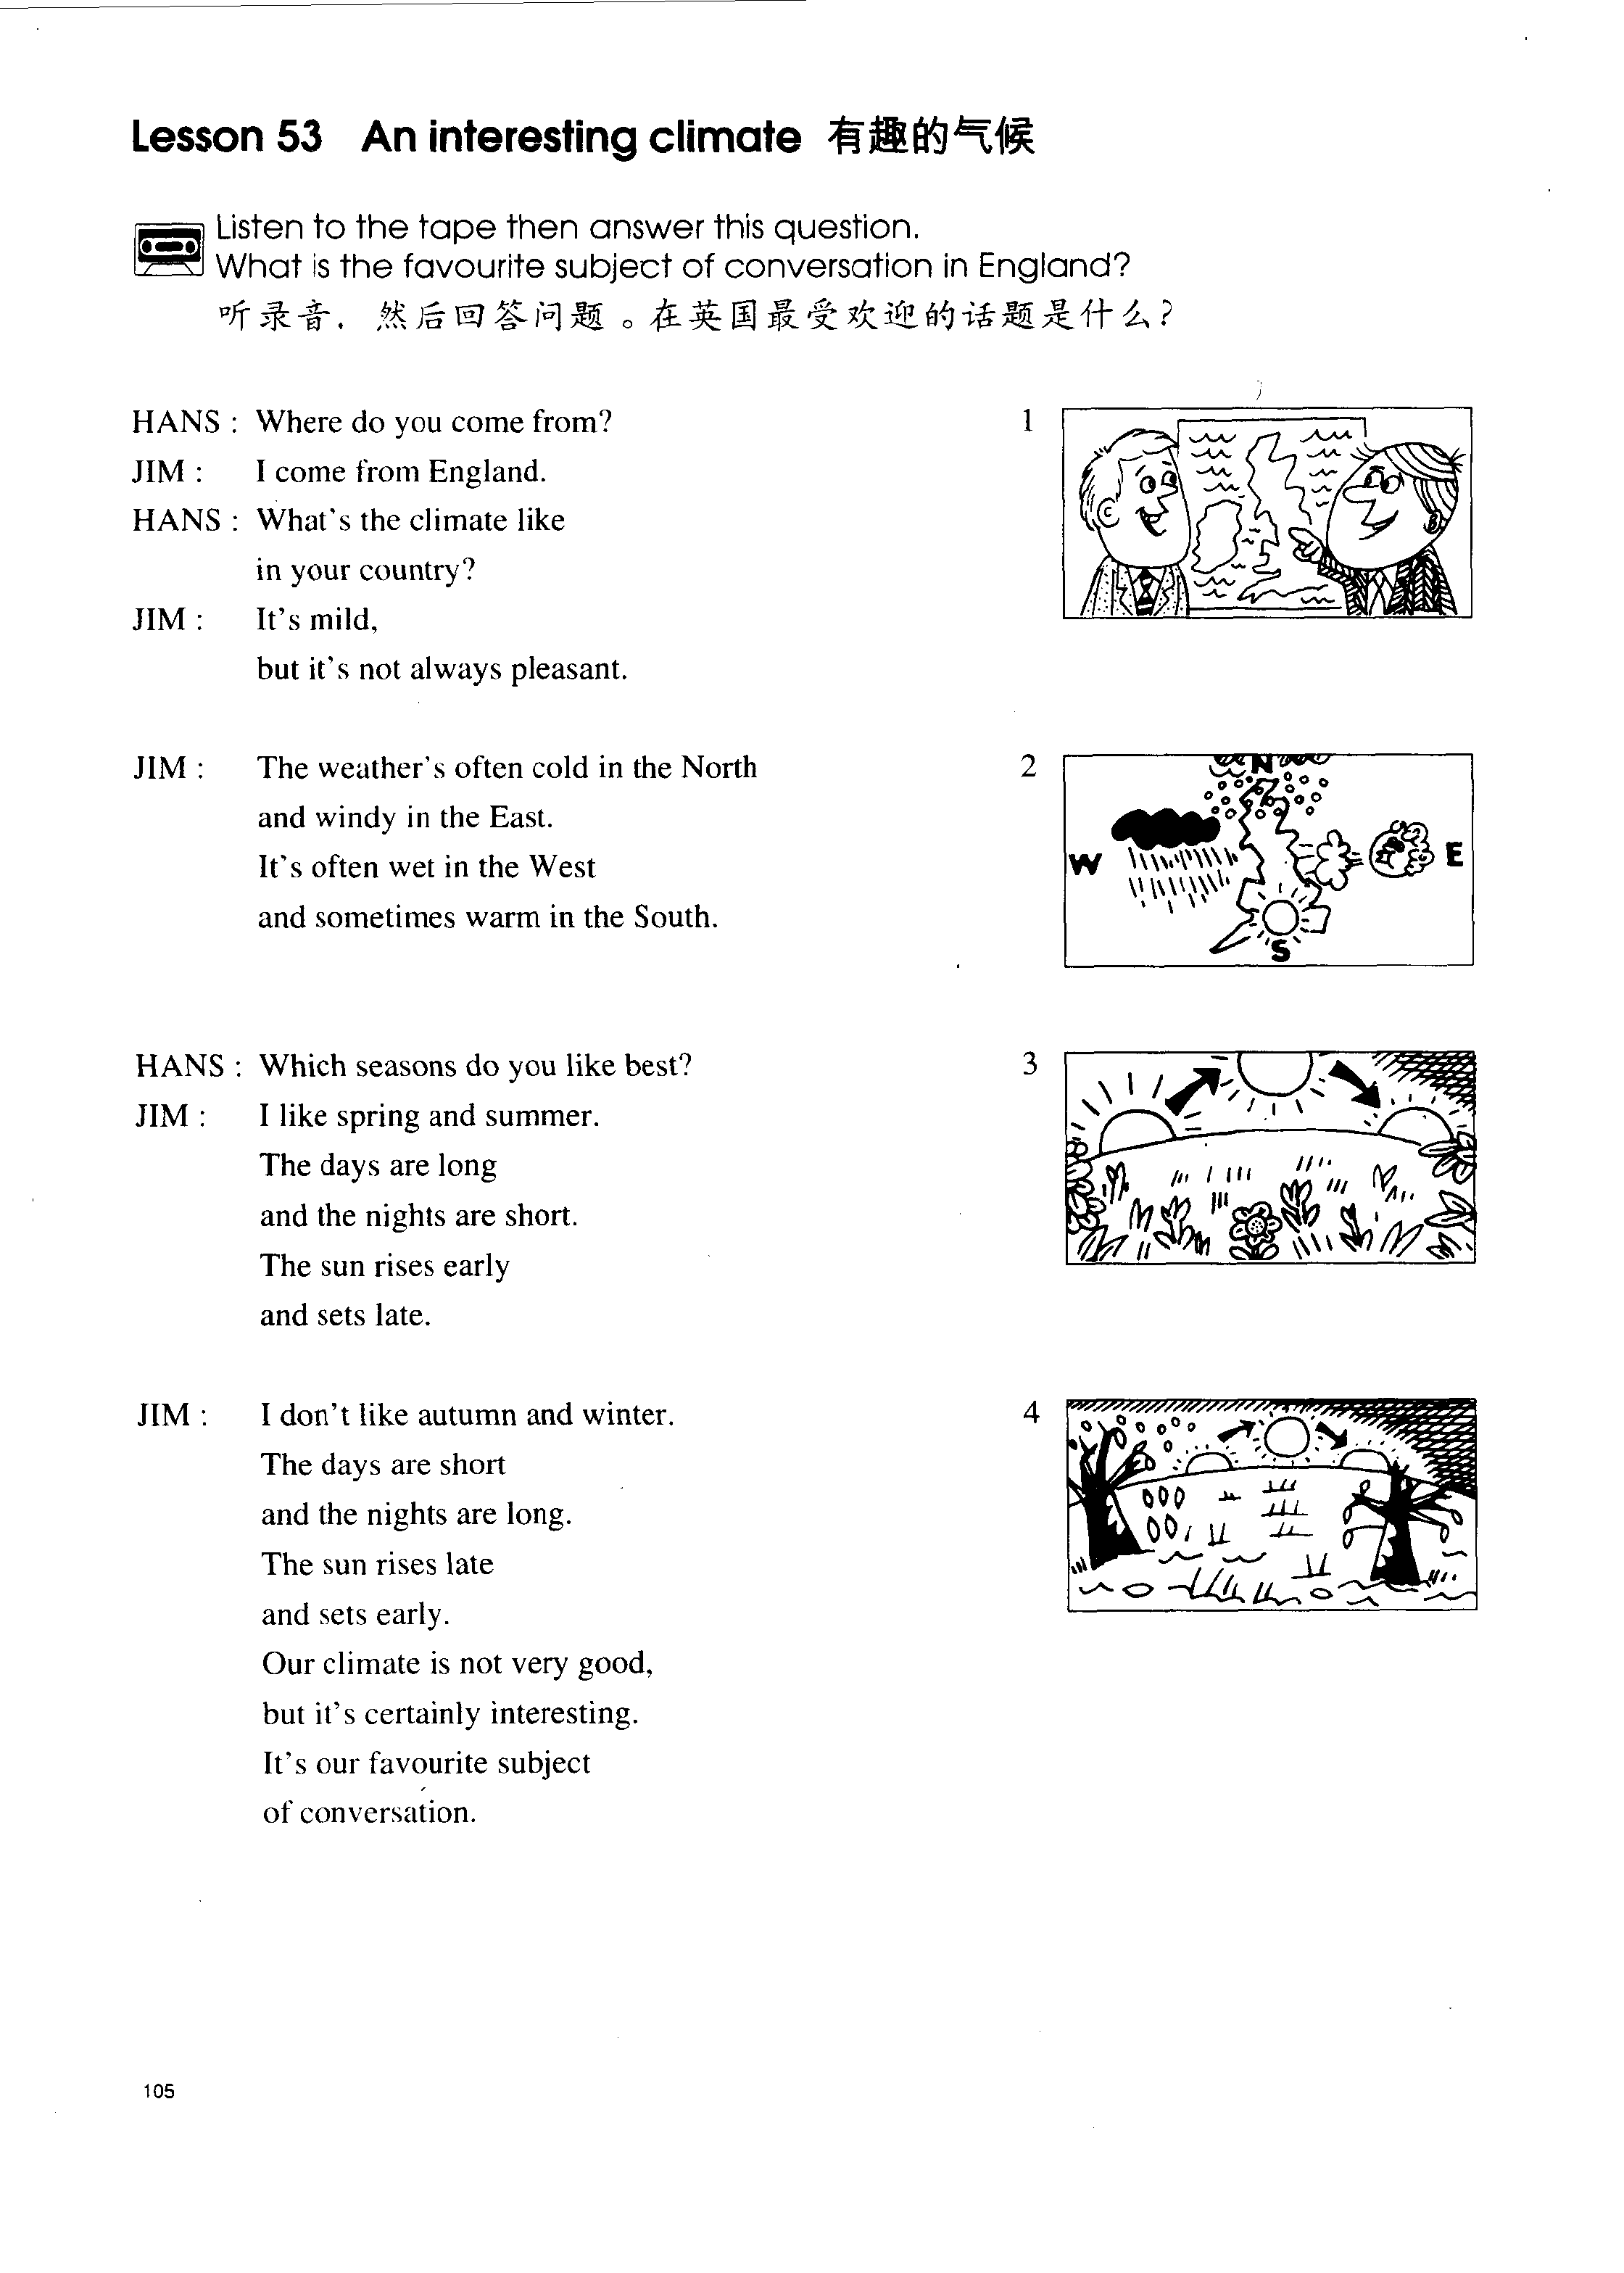 Lesson 53 An interesting climate 有趣的气候
Listen to the tape then answer this question.
What is the favourite subject of conversation in England?
听录音，然后回答问题。在英国最受欢迎的话题是什么?
HANS : Where do you come from?
JIM : I come from England.
HANS : What's the climate like
in your country?
JIM : It's mild,
but it's not always pleasant.
1
JIM : The weather's often cold in the North
and windy in the East.
It's often wet in the West
and sometimes warm in the South.
2
N
W
E
S
HANS : Which seasons do you like best?
JIM : I like spring and summer.
The days are long
and the nights are short.
The sun rises early
and sets late.
3
JIM : I don't like autumn and winter.
The days are short
and the nights are long.
The sun rises late
and sets early.
Our climate is not very good,
but it's certainly interesting.
It's our favourite subject
of conversation.
4
105